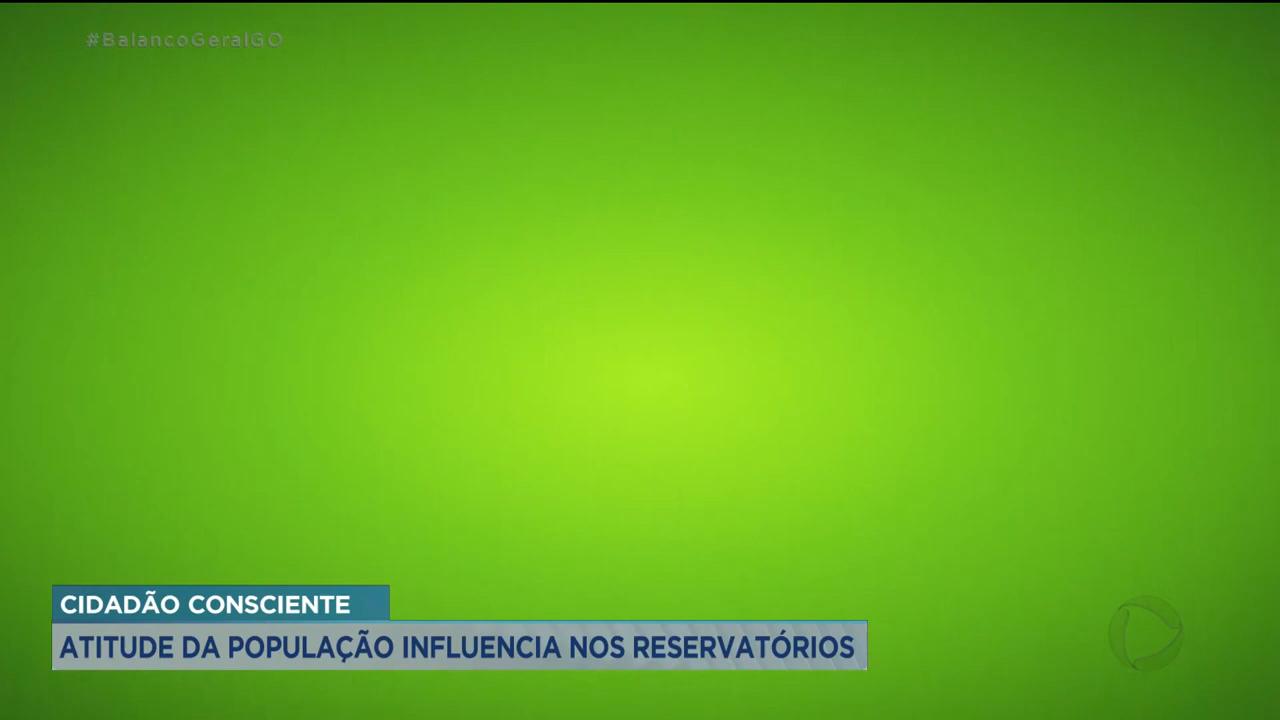 #BalancoGeralGO
CIDADÃO CONSCIENTE
ATITUDE DA POPULAÇÃO INFLUENCIA NOS RESERVATÓRIOS